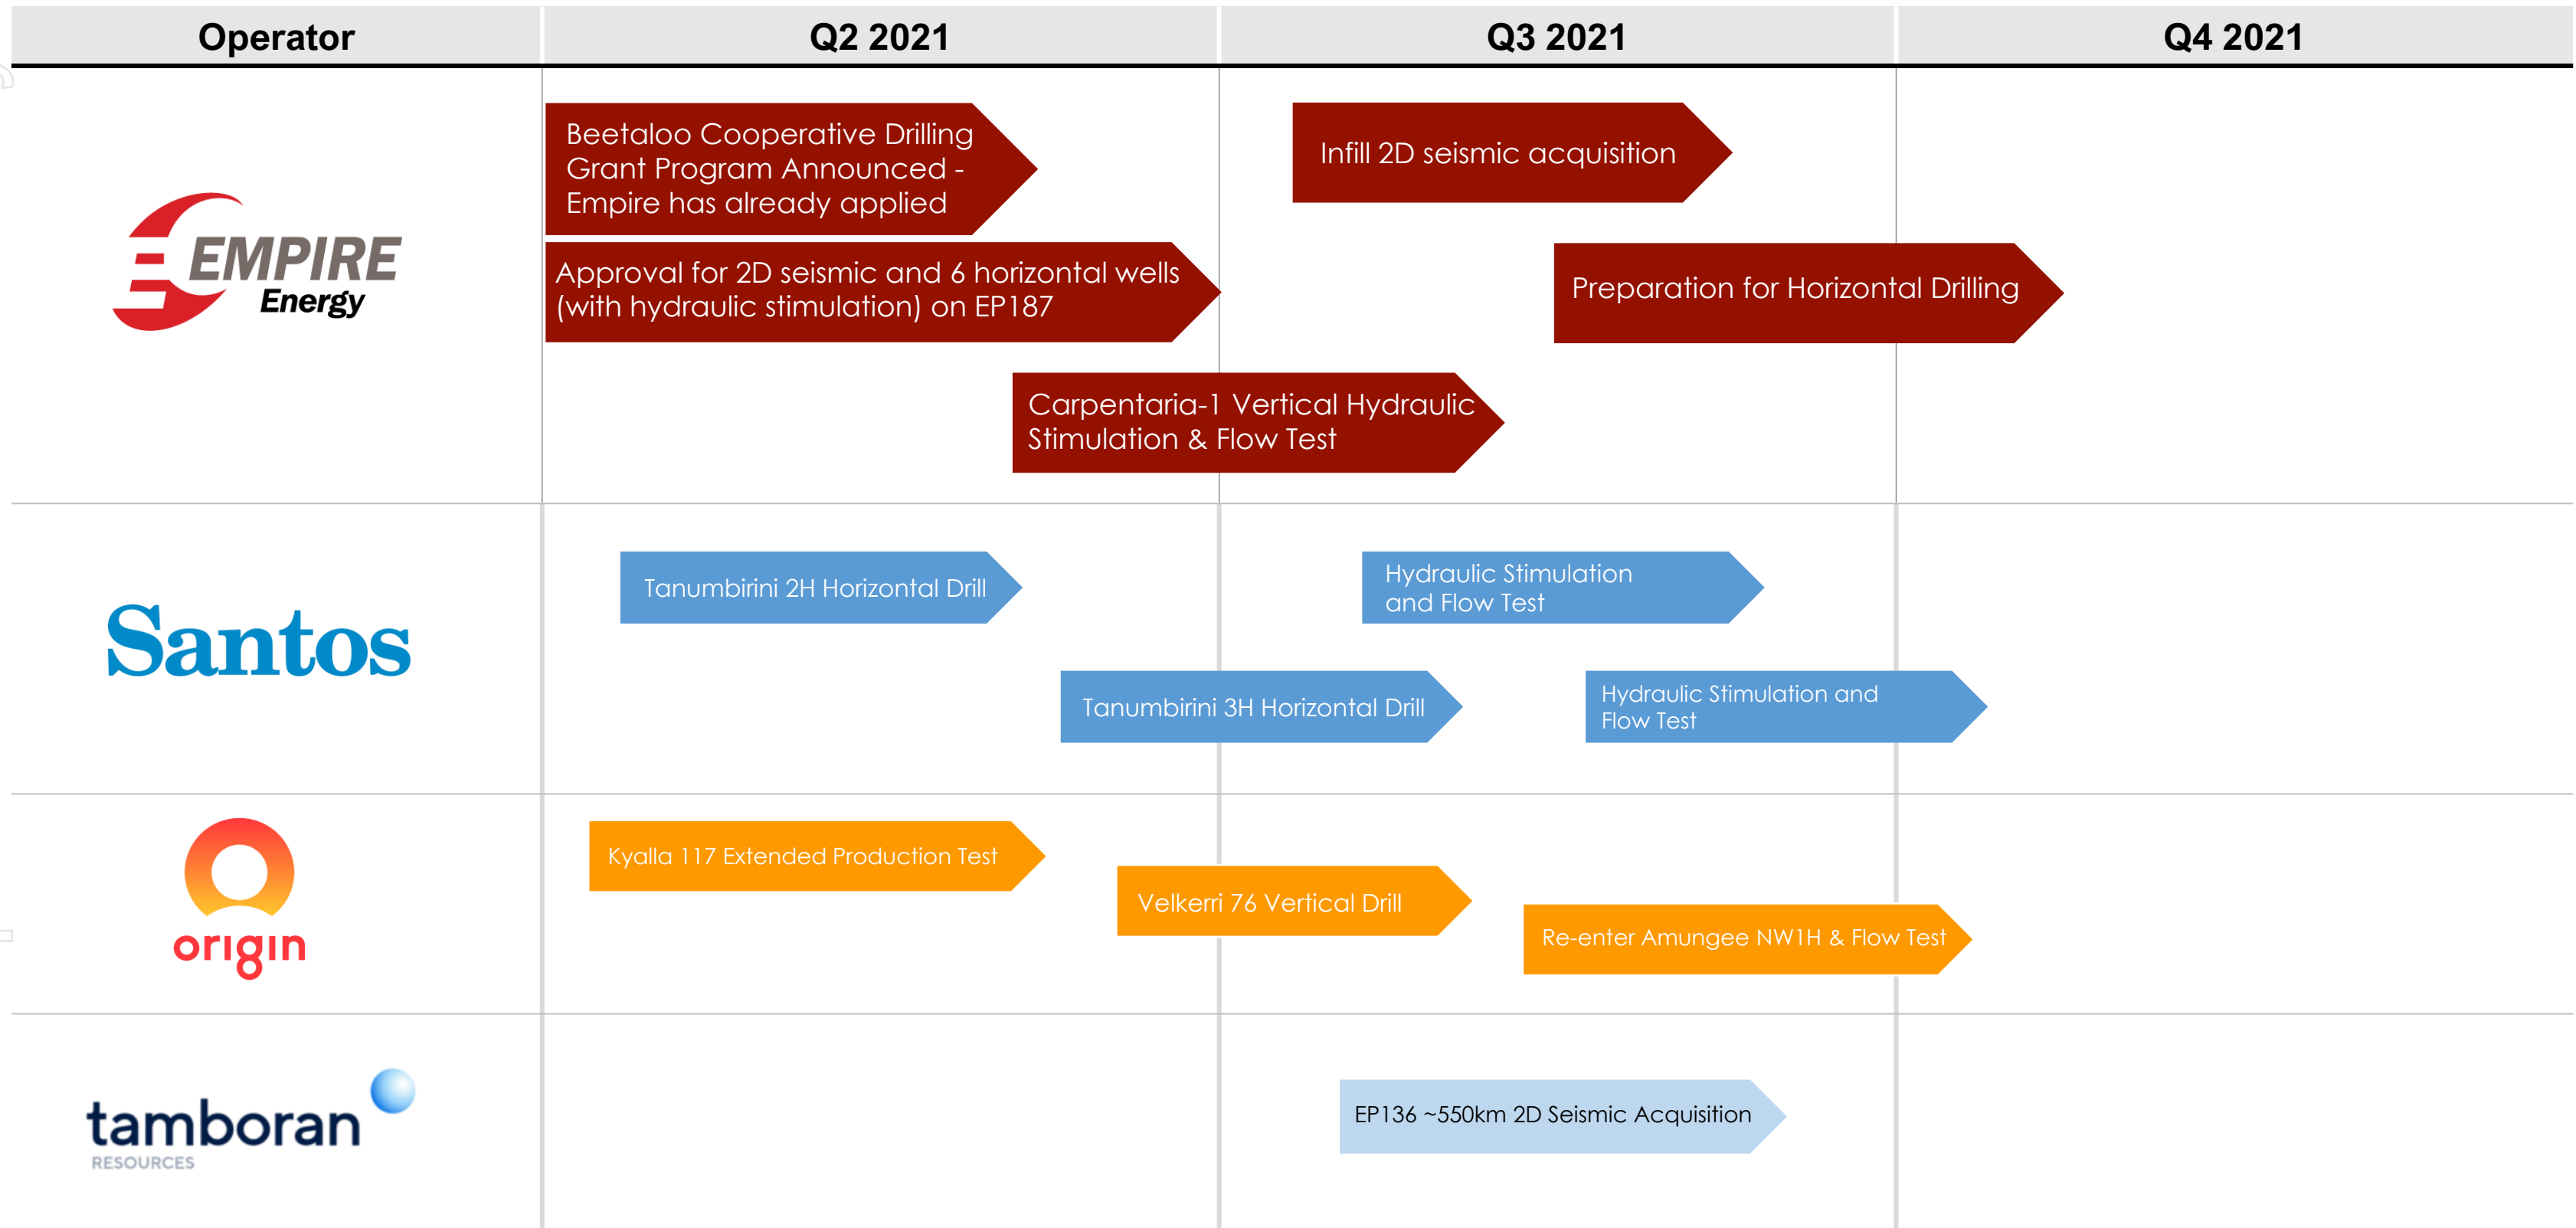 Operator
Q2 2021
Q3 2021
Q4 2021
EMPIRE
Energy
Beetaloo Cooperative Drilling
Grant Program Announced -
Empire has already applied
Infill 2D seismic acquisition
Approval for 2D seismic and 6 horizontal wells
(with hydraulic stimulation) on EP187
Preparation for Horizontal Drilling
Carpentaria-1 Vertical Hydraulic
Stimulation & Flow Test
Santos
Tanumbirini 2H Horizontal Drill
Hydraulic Stimulation
and Flow Test
Tanumbirini 3H Horizontal Drill
Hydraulic Stimulation and
Flow Test
origin
Kyalla 117 Extended Production Test
Velkerri 76 Vertical Drill
Re-enter Amungee NW1H & Flow Test
tamboran
RESOURCES
EP136 ~550km 2D Seismic Acquisition